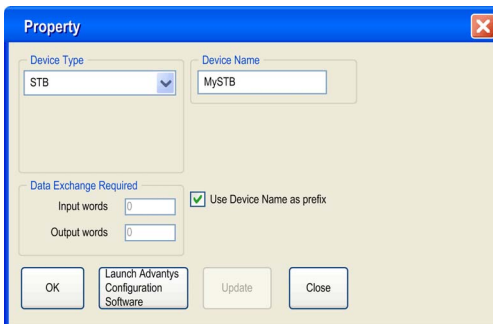 Property
Device Type
STB
Device Name
MySTB
Data Exchange Required
Input words
0
Output words
0
Use Device Name as prefix
OK
Launch Advantys
Configuration
Software
Update
Close